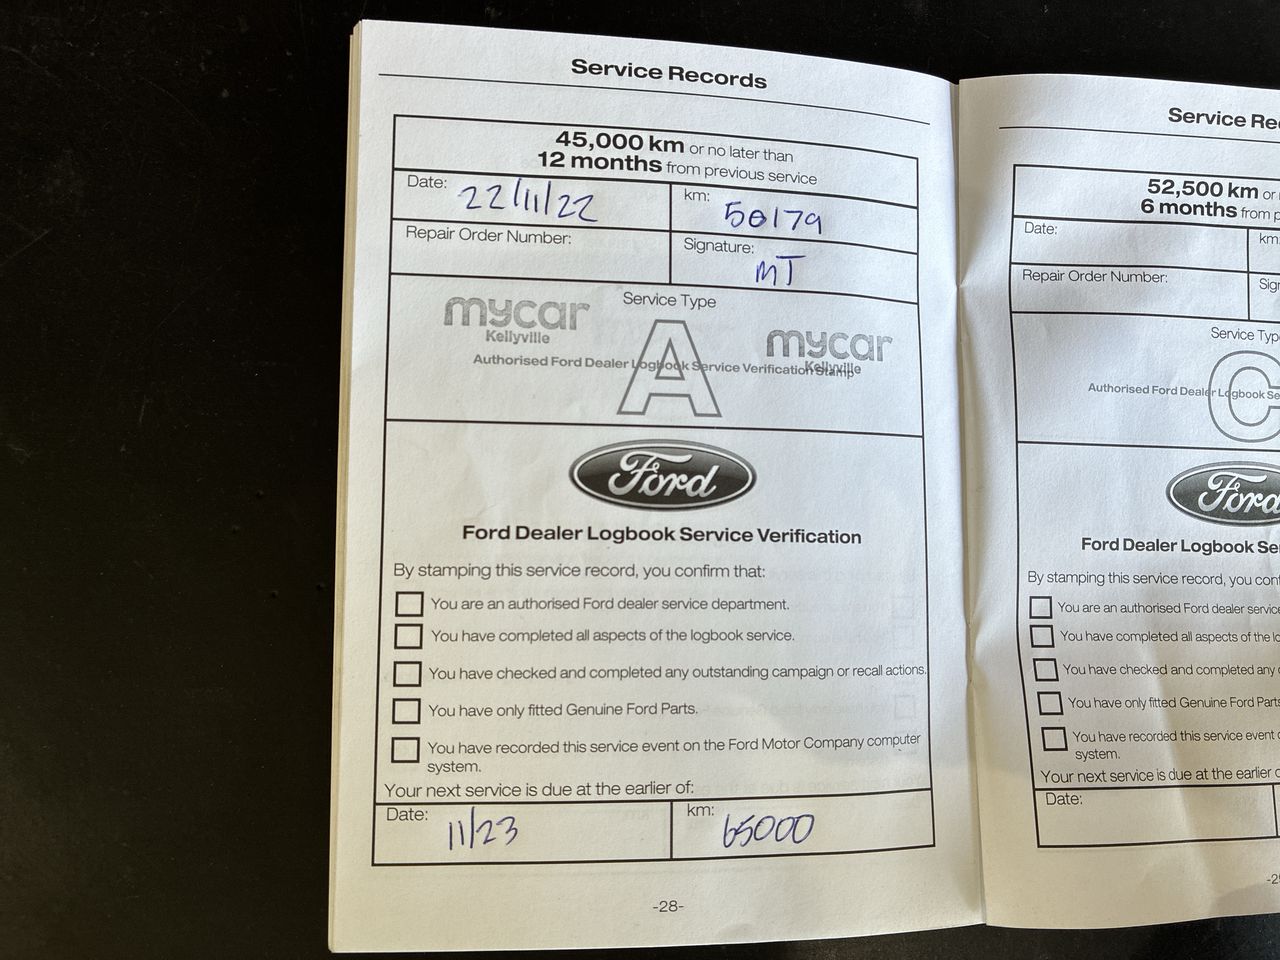 Service Records
45,000 km or no later than
12 months from previous service
Date: 22/11/22
km: 50179
Repair Order Number:
Signature: MT
Service Type
mycar
Kellyville
mycar
Kellyville
A
Authorised Ford Dealer Logbook Service Verification Stamp
Ford
Ford Dealer Logbook Service Verification
By stamping this service record, you confirm that:
You are an authorised Ford dealer service department.
You have completed all aspects of the logbook service.
You have checked and completed any outstanding campaign or recall actions.
You have only fitted Genuine Ford Parts.
You have recorded this service event on the Ford Motor Company computer
system.
Your next service is due at the earlier of:
Date: 11/23
km: 65000
-28-
Service Rec
52,500 km or
6 months from p
Date:
km:
Repair Order Number:
Sign
Service Typ
C
Authorised Ford Dealer Logbook Se
Ford
Ford Dealer Logbook Se
By stamping this service record, you conf
You are an authorised Ford dealer service
You have completed all aspects of the lo
You have checked and completed any o
You have only fitted Genuine Ford Parts
You have recorded this service event o
system.
Your next service is due at the earlier o
Date: